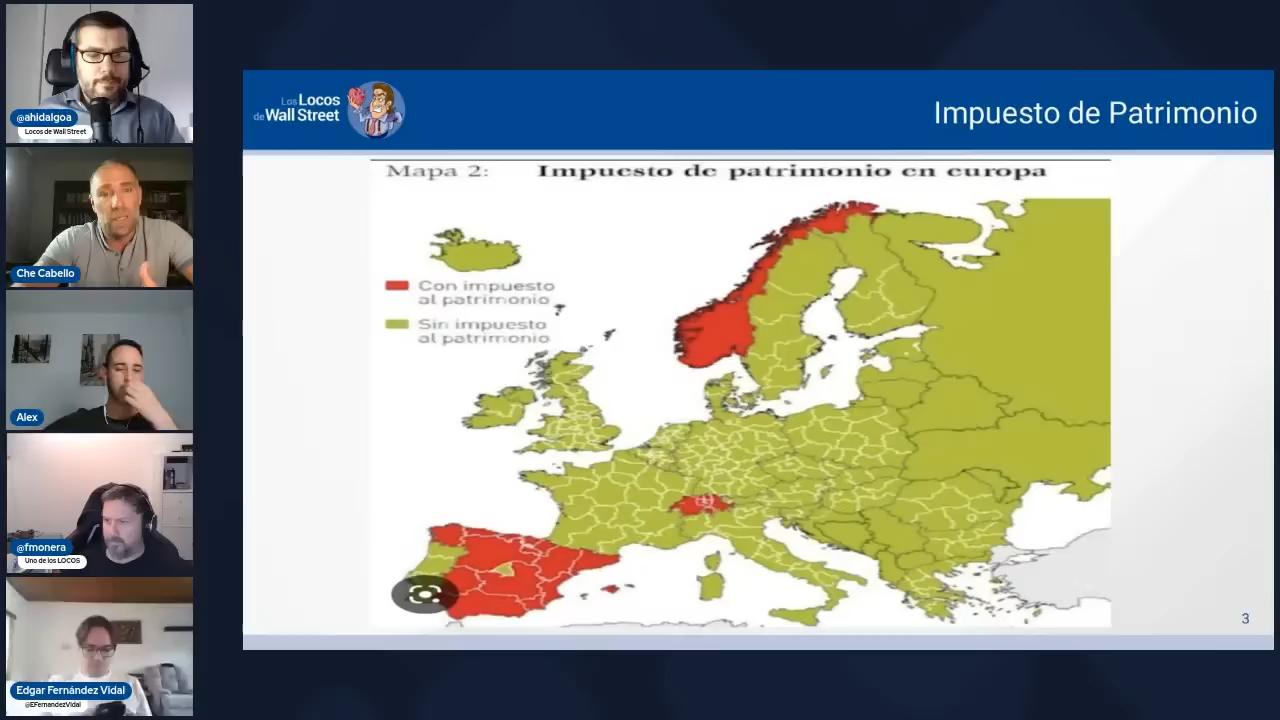 @ahidalgoa
Locos de Wall Street
Che Cabello
Alex
@fmonera
Uno de los LOCOS
Edgar Fernández Vidal
@EFernandezVidal
Los Locos
de Wall Street
Impuesto de Patrimonio
Mapa 2: Impuesto de patrimonio en europa
Con impuesto
al patrimonio
Sin impuesto
al patrimonio
3